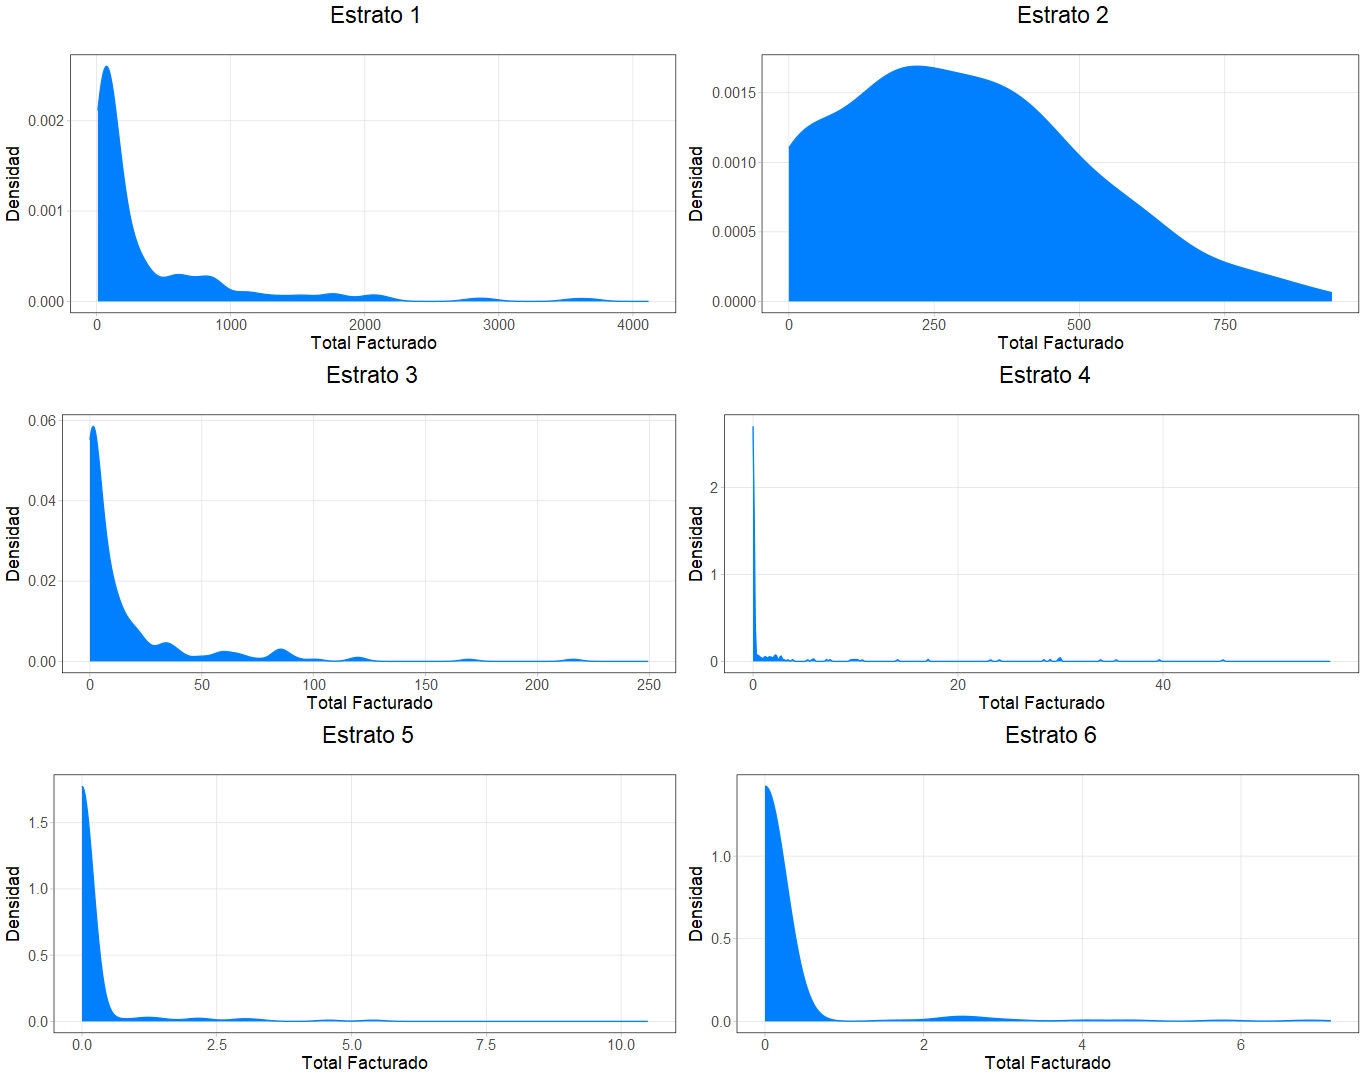 Estrato 1
Densidad
0.002
0.001
0.000
0 1000 2000 3000 4000
Total Facturado
Estrato 2
Densidad
0.0015
0.0010
0.0005
0.0000
0 250 500 750
Total Facturado
Estrato 3
Densidad
0.06
0.04
0.02
0.00
0 50 100 150 200 250
Total Facturado
Estrato 4
Densidad
2
1
0
0 20 40
Total Facturado
Estrato 5
Densidad
1.5
1.0
0.5
0.0
0.0 2.5 5.0 7.5 10.0
Total Facturado
Estrato 6
Densidad
1.0
0.5
0.0
0 2 4 6
Total Facturado